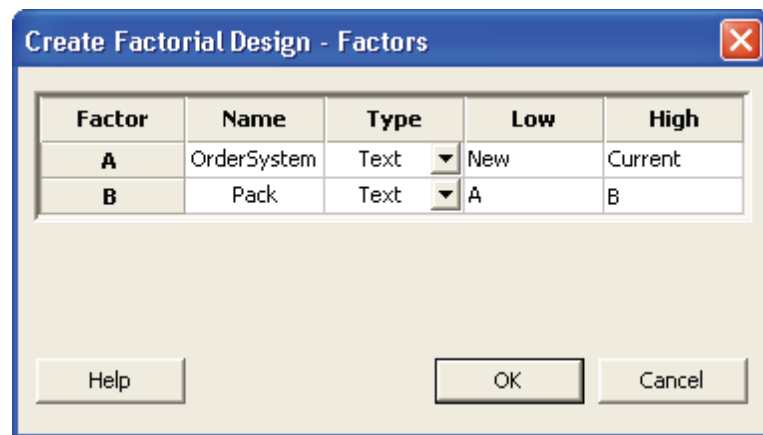 Create Factorial Design - Factors
Factor Name Type Low High
A OrderSystem Text New Current
B Pack Text A B
Help OK Cancel